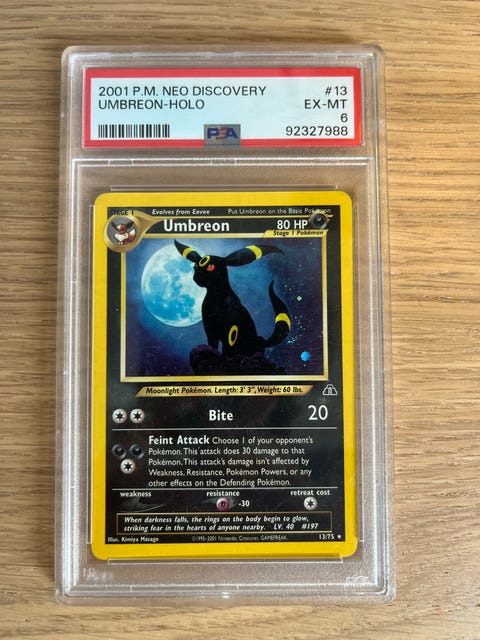 2001 P.M. NEO DISCOVERY #13
UMBREON-HOLO EX-MT
6
PSA 92327988
Evolves from Eevee Put Umbreon on the Basic Pokémon
Umbreon 80 HP
Stage 1 Pokémon
Moonlight Pokémon. Length: 3' 3", Weight: 60 lbs.
Bite 20
Feint Attack Choose 1 of your opponent's
Pokémon. This attack does 30 damage to that
Pokémon. This attack's damage isn't affected by
Weakness, Resistance, Pokémon Powers, or any
other effects on the Defending Pokémon.
weakness resistance retreat cost
-30
When darkness falls, the rings on the body begin to glow,
striking fear in the hearts of anyone nearby. LV. 40 #197
Illus. Kimiya Masago ©1995-2001 Nintendo, Creatures, GAMEFREAK. 13/75 ★